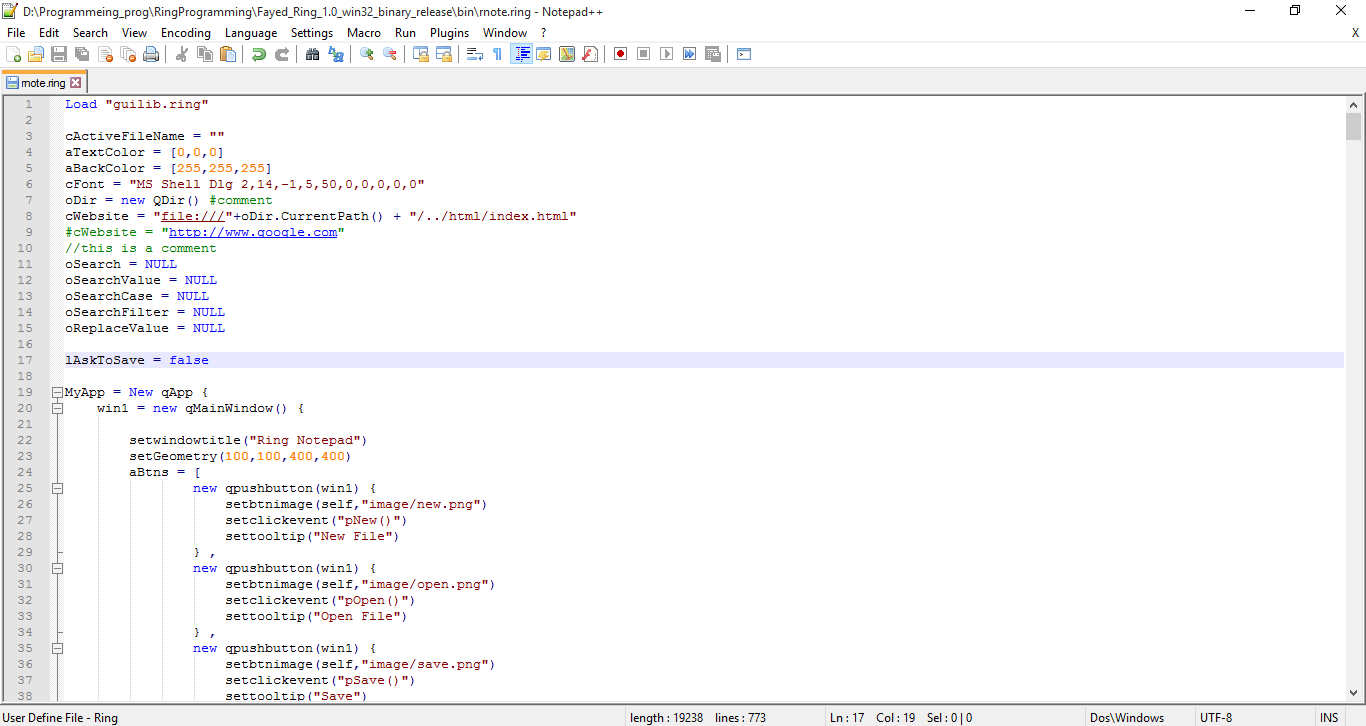 D:\Programmeing_prog\RingProgramming\Fayed_Ring_1.0_win32_binary_release\bin\rnote.ring - Notepad++
File Edit Search View Encoding Language Settings Macro Run Plugins Window ? X
rnote.ring
1 Load "guilib.ring"
2
3 cActiveFileName = ""
4 aTextColor = [0,0,0]
5 aBackColor = [255,255,255]
6 cFont = "MS Shell Dlg 2,14,-1,5,50,0,0,0,0,0"
7 oDir = new QDir() #comment
8 cWebsite = "file:///"+oDir.CurrentPath() + "/../html/index.html"
9 #cWebsite = "http://www.google.com"
10 //this is a comment
11 oSearch = NULL
12 oSearchValue = NULL
13 oSearchCase = NULL
14 oSearchFilter = NULL
15 oReplaceValue = NULL
16
17 lAskToSave = false
18
19 MyApp = New qApp {
20 win1 = new qMainWindow() {
21
22 setwindowtitle("Ring Notepad")
23 setGeometry(100,100,400,400)
24 aBtns = [
25 new qpushbutton(win1) {
26 setbtnimage(self,"image/new.png")
27 setclickevent("pNew()")
28 settooltip("New File")
29 } ,
30 new qpushbutton(win1) {
31 setbtnimage(self,"image/open.png")
32 setclickevent("pOpen()")
33 settooltip("Open File")
34 } ,
35 new qpushbutton(win1) {
36 setbtnimage(self,"image/save.png")
37 setclickevent("pSave()")
38 settooltip("Save")
User Define File - Ring length : 19238 lines : 773 Ln : 17 Col : 19 Sel : 0 | 0 Dos\Windows UTF-8 INS